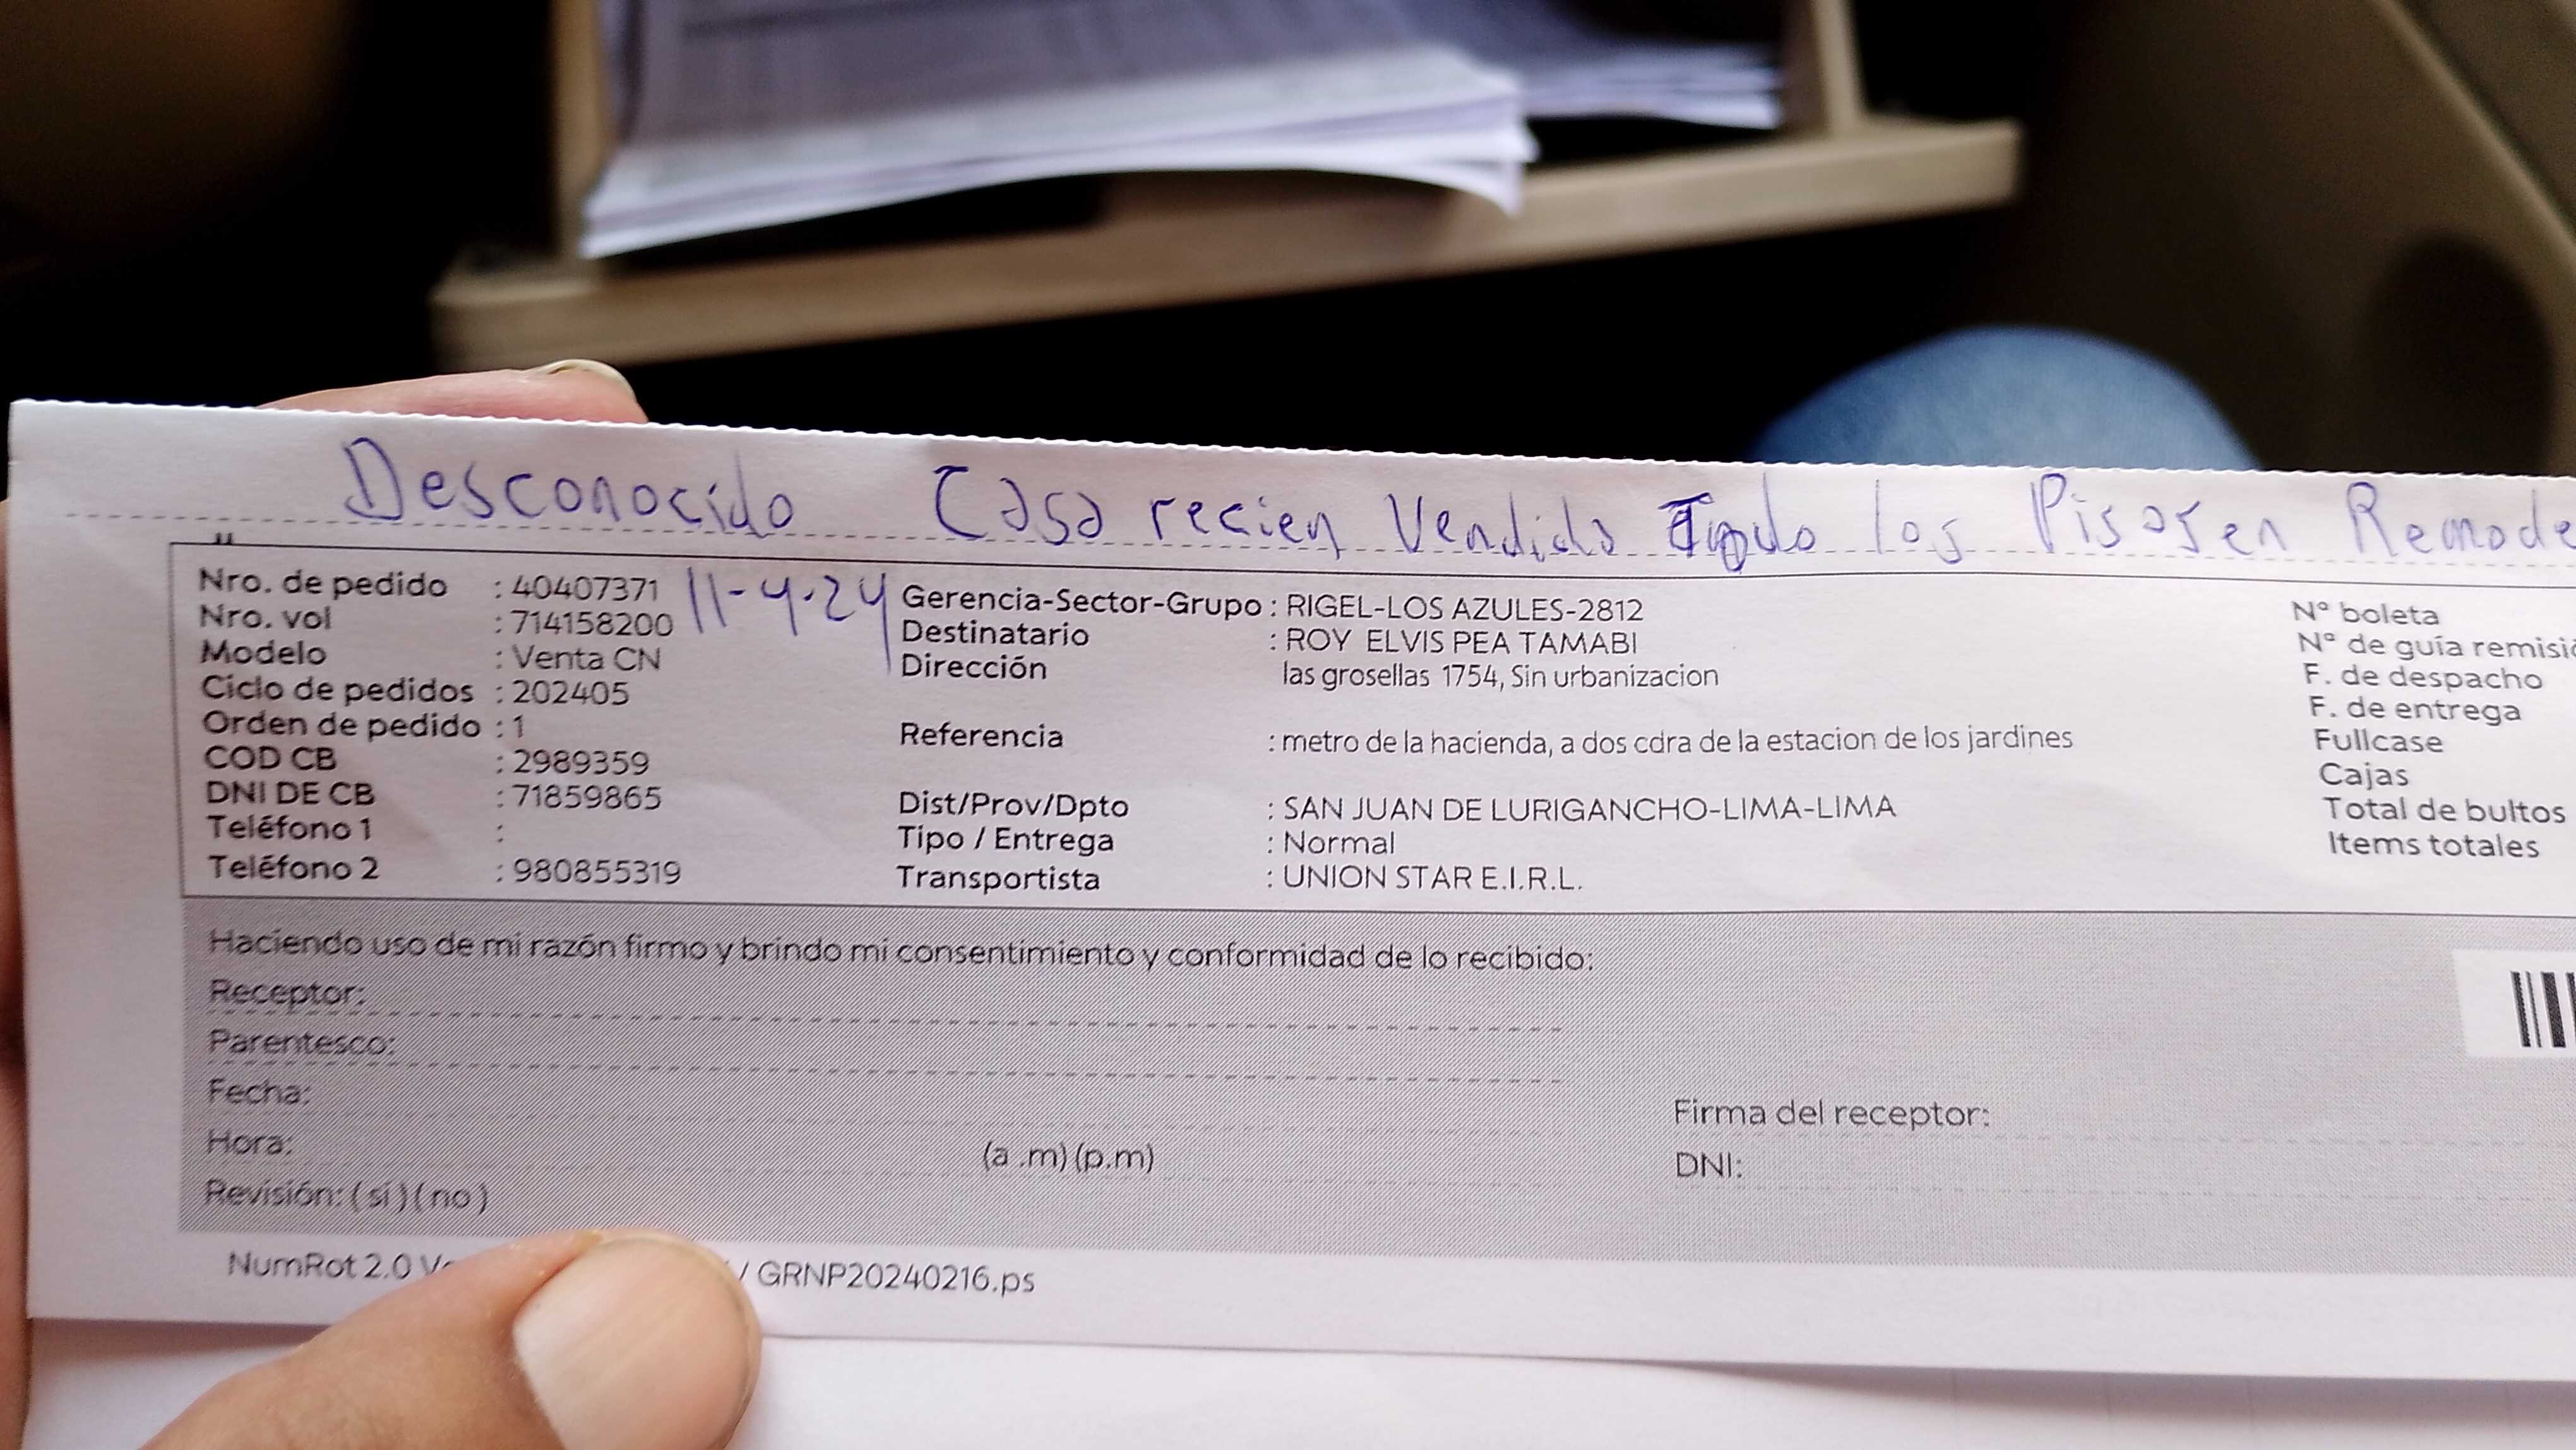 Desconocido Casa recien Vendido Todo los Pisos en Remode
Nro. de pedido : 40407371
Nro. vol : 714158200
Modelo : Venta CN
Ciclo de pedidos : 202405
Orden de pedido : 1
COD CB : 2989359
DNI DE CB : 71859865
Teléfono 1 :
Teléfono 2 : 980855319
11-4-24
Gerencia-Sector-Grupo : RIGEL-LOS AZULES-2812
Destinatario : ROY ELVIS PEA TAMABI
Dirección las grosellas 1754, Sin urbanizacion
Referencia : metro de la hacienda, a dos cdra de la estacion de los jardines
Dist/Prov/Dpto : SAN JUAN DE LURIGANCHO-LIMA-LIMA
Tipo / Entrega : Normal
Transportista : UNION STAR E.I.R.L.
N° boleta
N° de guía remisió
F. de despacho
F. de entrega
Fullcase
Cajas
Total de bultos
Items totales
Haciendo uso de mi razón firmo y brindo mi consentimiento y conformidad de lo recibido:
Receptor:
Parentesco:
Fecha:
Hora: (a .m) (p.m)
Revisión: ( sí ) ( no )
Firma del receptor:
DNI:
NumRot 2.0 / GRNP20240216.ps